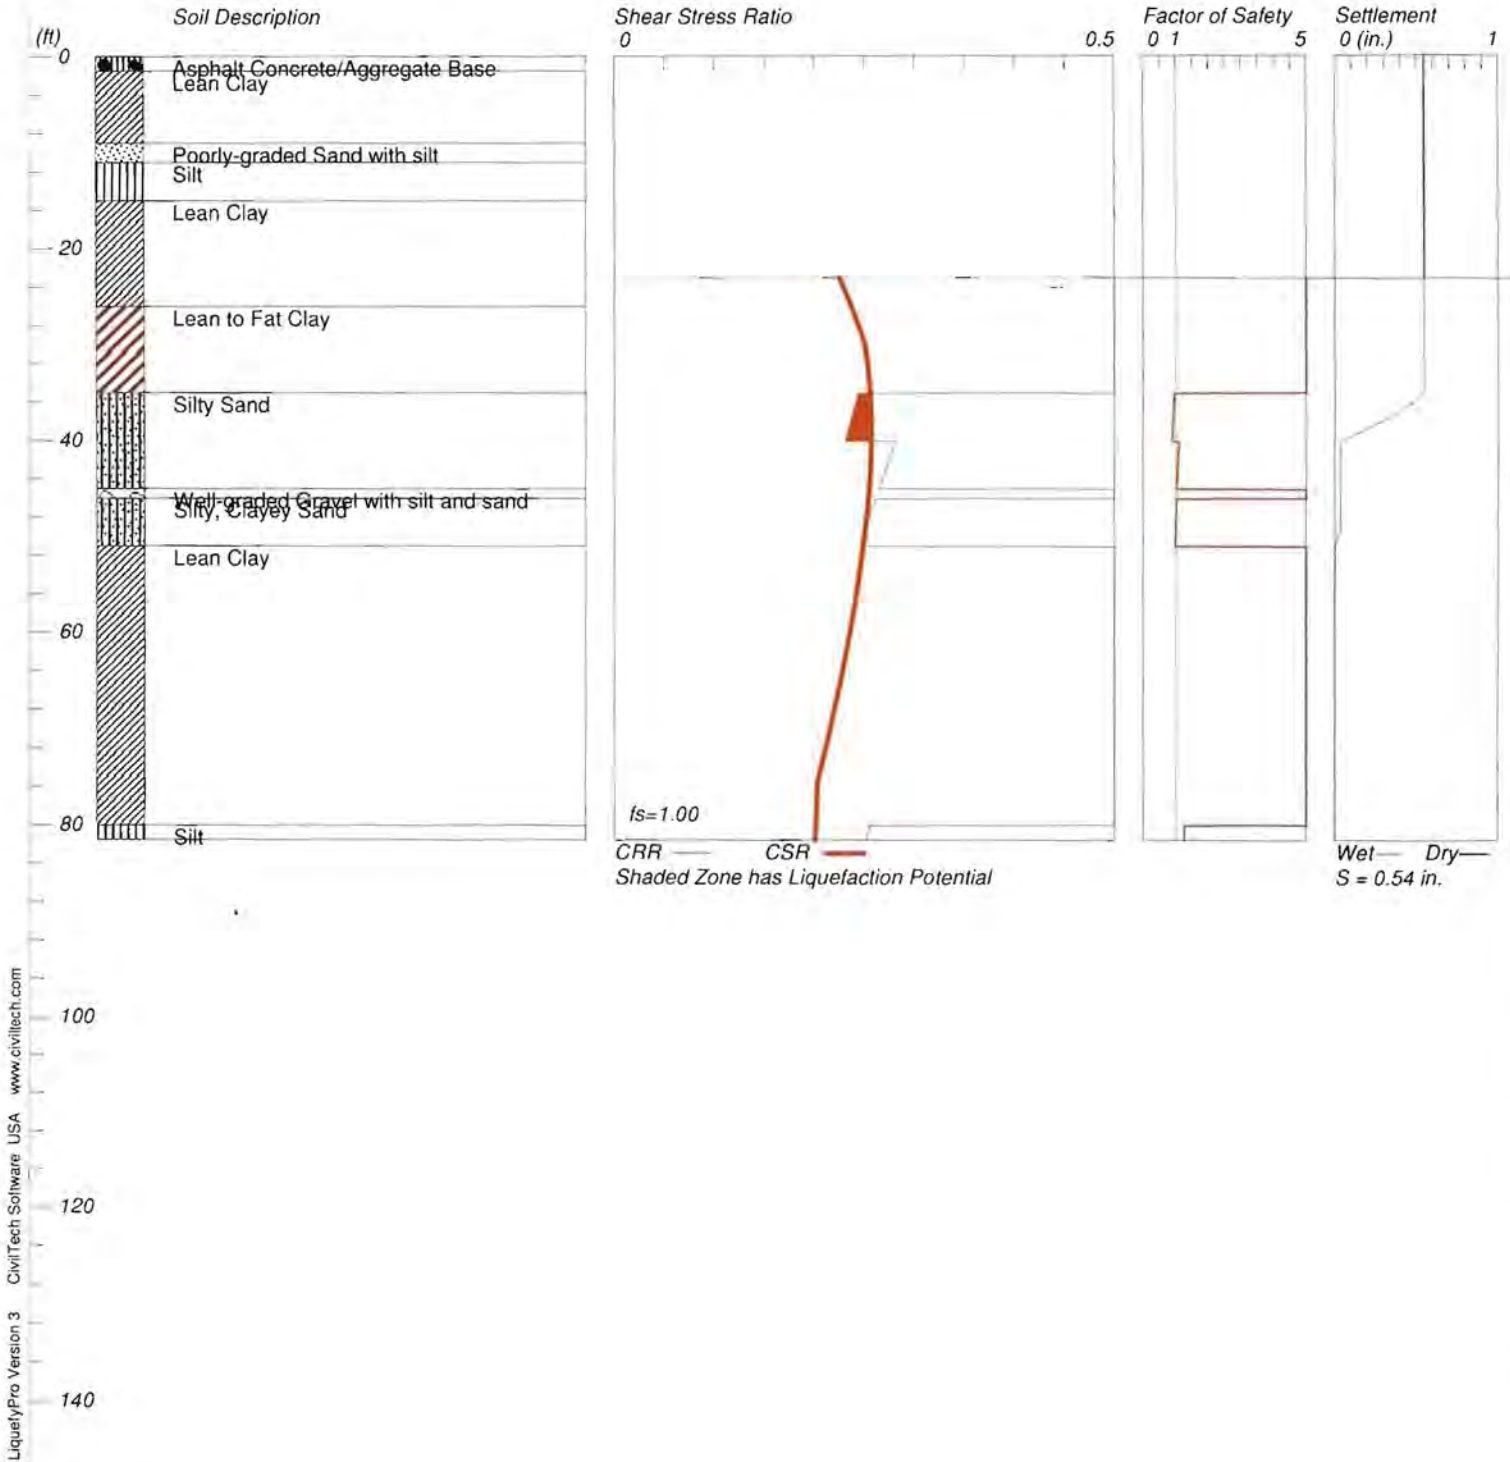 Soil Description
Shear Stress Ratio
Factor of Safety
Settlement
(ft)
0
0.5
0 1
5
0 (in.)
1
0
Asphalt Concrete/Aggregate Base
Lean Clay
Poorly-graded Sand with silt
Silt
Lean Clay
20
Lean to Fat Clay
Silty Sand
40
Well-graded Gravel with silt and sand
Silty, Clayey Sand
Lean Clay
60
fs=1.00
80
Silt
CRR
CSR
Wet
Dry
Shaded Zone has Liquefaction Potential
S = 0.54 in.
100
120
140
LiquefyPro Version 3 CivilTech Software USA www.civiltech.com